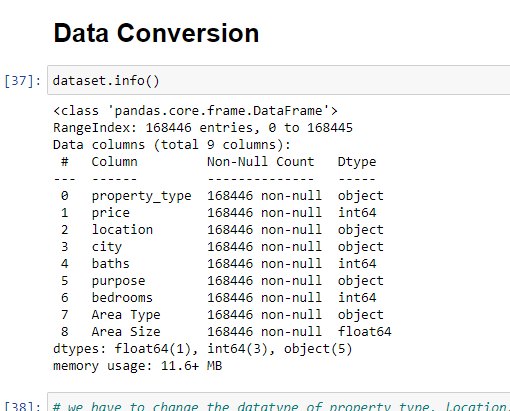 Data Conversion
[37]: dataset.info()
<class 'pandas.core.frame.DataFrame'>
RangeIndex: 168446 entries, 0 to 168445
Data columns (total 9 columns):
 #   Column         Non-Null Count   Dtype
---  ------         --------------   -----
 0   property_type  168446 non-null  object
 1   price          168446 non-null  int64
 2   location       168446 non-null  object
 3   city           168446 non-null  object
 4   baths          168446 non-null  int64
 5   purpose        168446 non-null  object
 6   bedrooms       168446 non-null  int64
 7   Area Type      168446 non-null  object
 8   Area Size      168446 non-null  float64
dtypes: float64(1), int64(3), object(5)
memory usage: 11.6+ MB
[38]: # we have to change the datatype of property type, Location